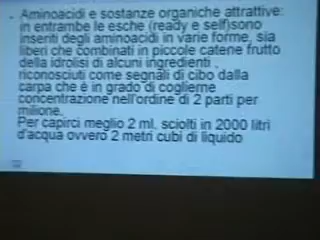 - Aminoacidi e sostanze organiche attrattive:
in entrambe le esche (ready e self)sono
inseriti degli aminoacidi in varie forme, sia
liberi che combinati in piccole catene frutto
della idrolisi di alcuni ingredienti ,
riconosciuti come segnali di cibo dalla
carpa che è in grado di coglierne
concentrazione nell'ordine di 2 parti per
milione.
Per capirci meglio 2 ml. sciolti in 2000 litri
d'acqua ovvero 2 metri cubi di liquido